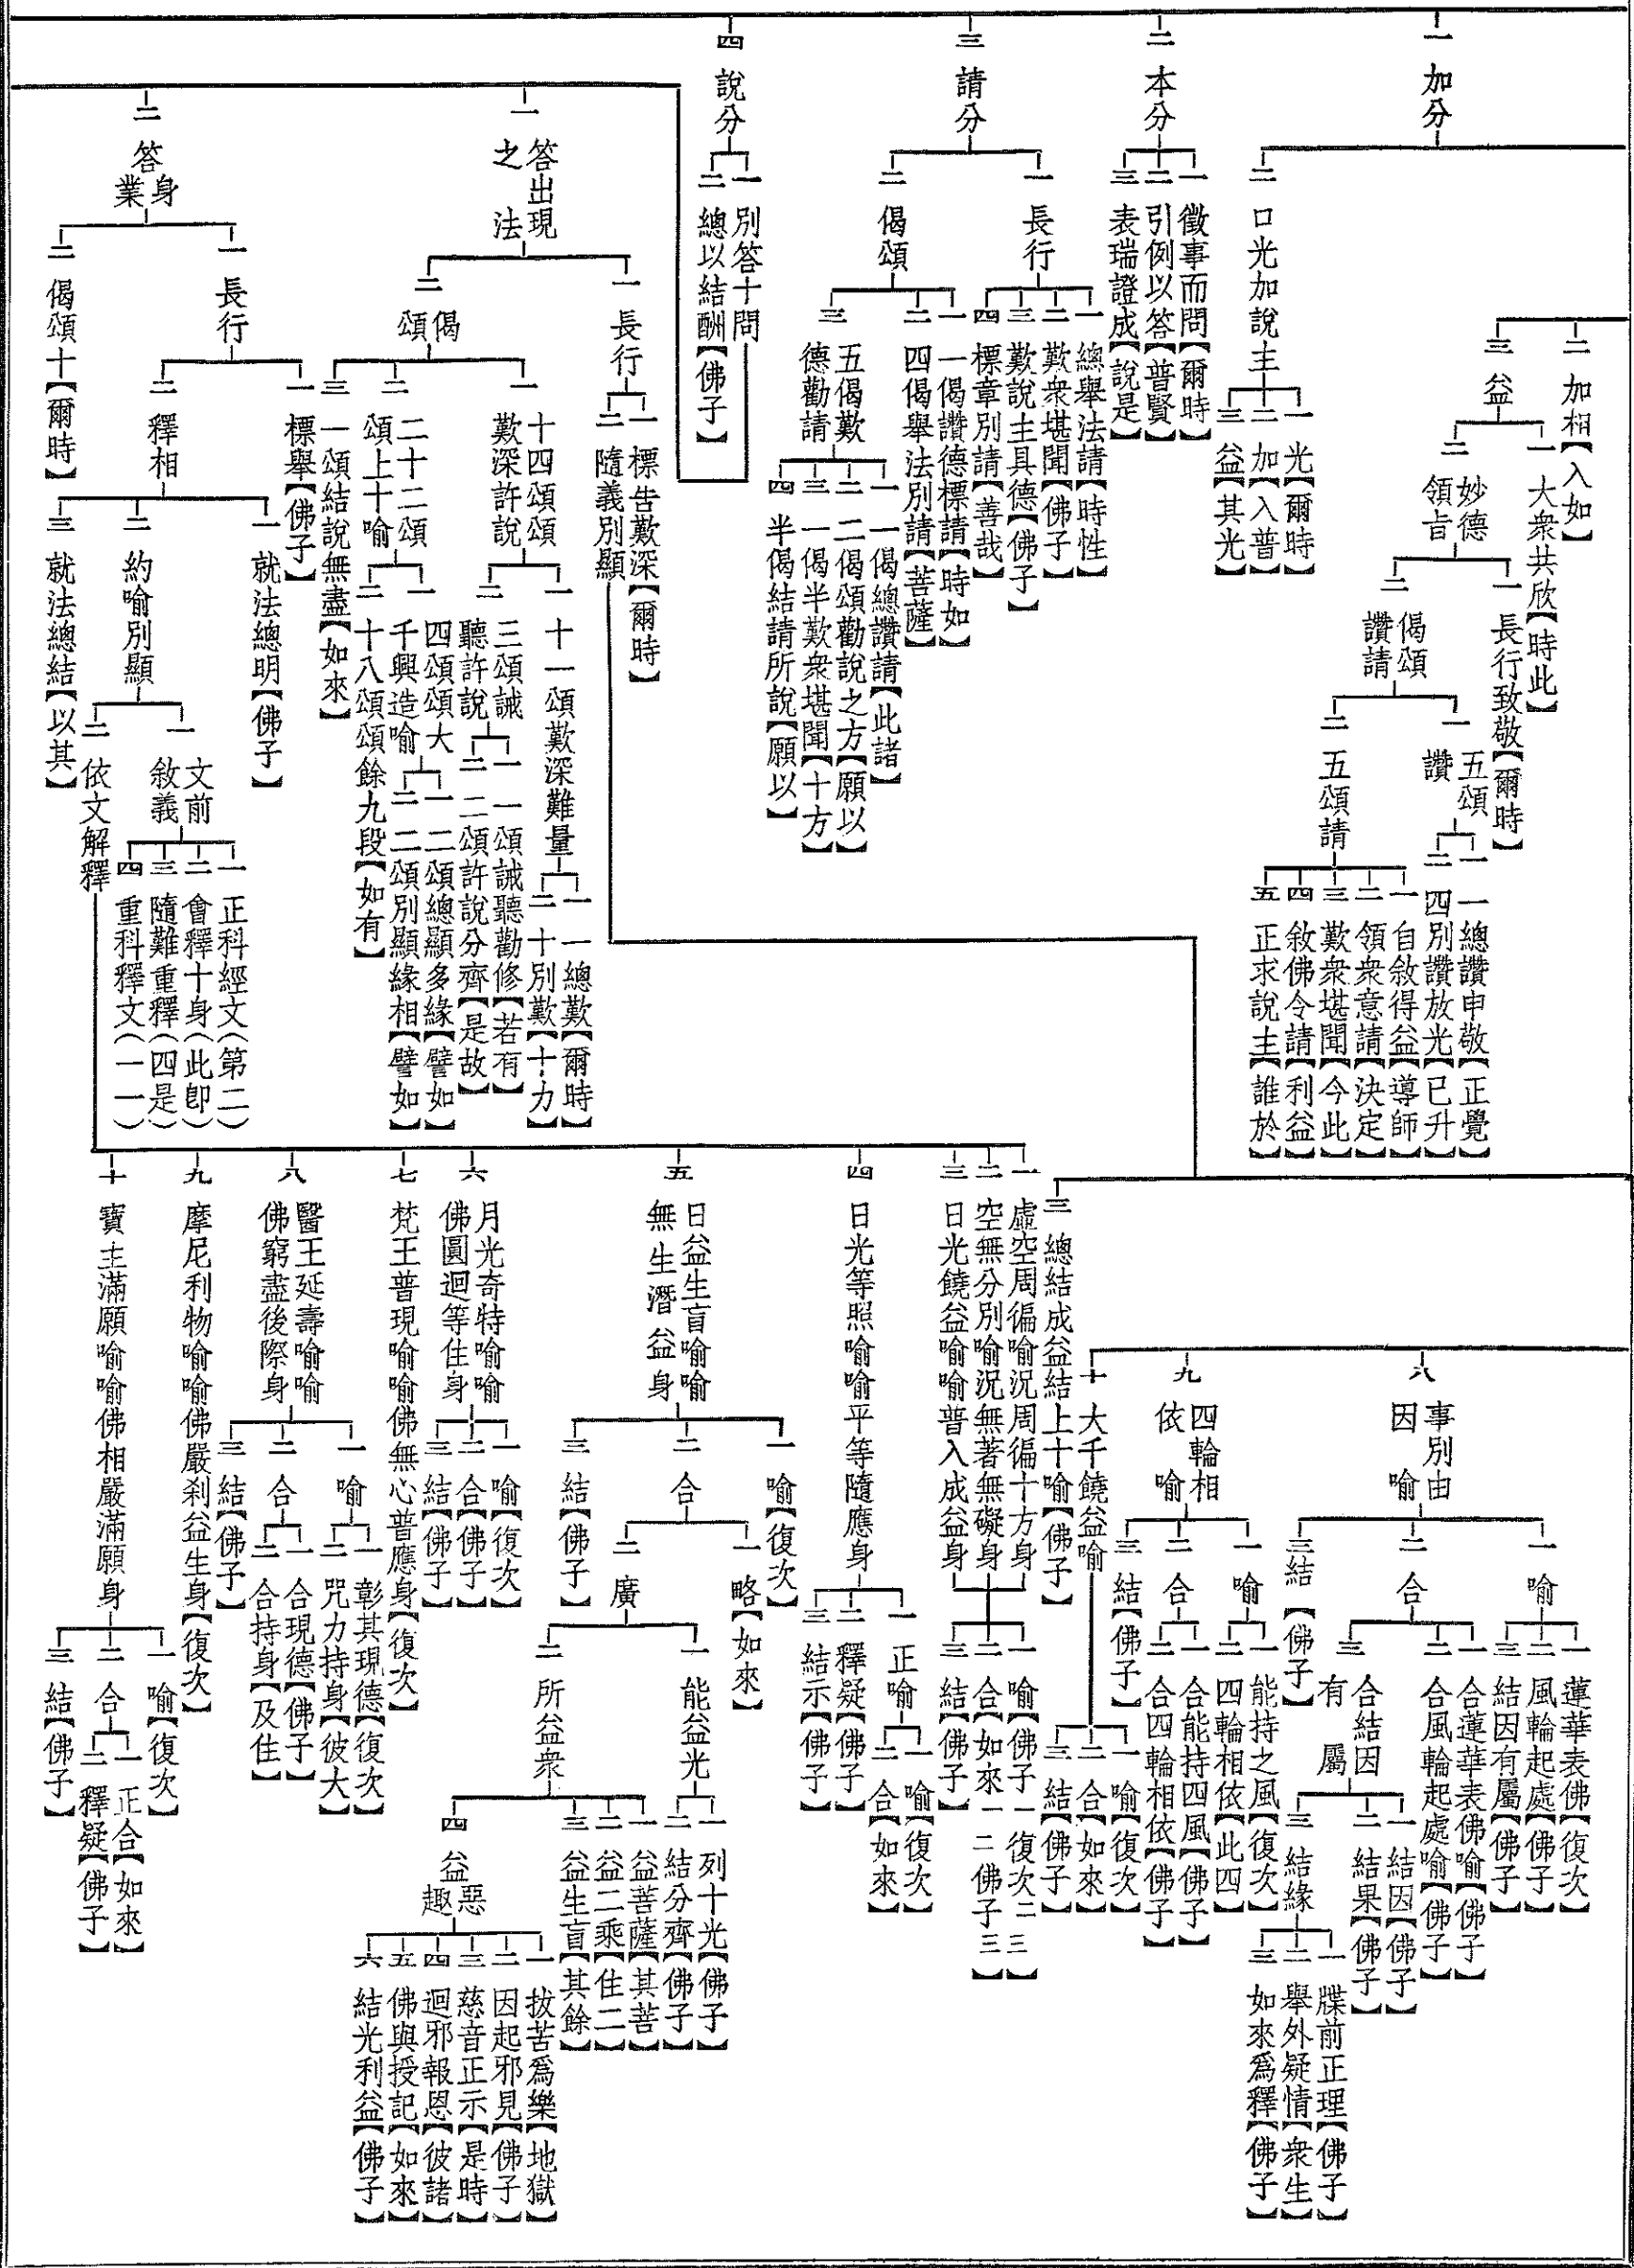 一 加分
二 加相【入如】
三 益
一 大衆共欣【時此】
二 妙德領旨
一 長行致敬【爾時】
二 偈頌讚請
一 五頌讚
一 一總讚申敬【正覺】
二 四別讚放光【已升】
二 五頌請
一 自敘得益【導師】
二 領衆意請【決定】
三 歎衆堪聞【今此】
四 敘佛令請【利益】
五 正求說主【誰於】
二 口光加說主
一 光【爾時】
二 加【入普】
三 益【其光】
二 本分
一 徵事而問【爾時】
二 引例以答【普賢】
三 表瑞證成【說是】
三 請分
一 長行
一 總舉法請【時性】
二 歎衆堪聞【佛子】
三 歎說主具德【佛子】
四 標章別請【善哉】
二 偈頌
一 一偈讚德標請【時如】
二 四偈舉法別請【菩薩】
三 五偈歎德勸請
一 一偈總讚請【此諸】
二 二偈頌勸說之方【願以】
三 一偈半歎衆堪聞【十方】
四 半偈結請所說【願以】
四 說分
一 別答十問
二 總以結酬【佛子】
一 答出現之法
一 長行
一 標告歎深【爾時】
二 隨義別顯
二 偈頌
一 十四頌頌歎深許說
一 十一頌歎深難量
一 一總歎【爾時】
二 十別歎【十力】
二 三頌誡聽許說
一 一頌誡聽勸修【若有】
二 二頌許說分齊【是故】
二 二十二頌頌上十喻
一 四頌頌大千興造喻
一 二頌總顯多緣【譬如】
二 二頌別顯緣相【譬如】
二 十八頌頌餘九段【如有】
三 一頌結說無盡【如來】
二 答身業
一 長行
一 標舉【佛子】
二 釋相
一 就法總明【佛子】
二 約喻別顯
一 文前敘義
一 正科經文（第二）
二 會釋十身（此卽）
三 隨難重釋（四是）
四 重科釋文（一一）
二 依文解釋
三 就法總結【以其】
二 偈頌十【爾時】
八 事別由因喻
一 喻
一 蓮華表佛【復次】
二 風輪起處【佛子】
三 結因有屬【佛子】
二 合
一 合蓮華表佛喻【佛子】
二 合風輪起處喻【佛子】
三 合結因有屬
一 結因【佛子】
二 結果【佛子】
三 結緣
一 牒前正理【佛子】
二 舉外疑情【衆生】
三 如來爲釋【佛子】
三 結【佛子】
九 四輪相依喻
一 喻
一 能持之風【復次】
二 四輪相依【此四】
二 合
一 合能持四風【佛子】
二 合四輪相依【佛子】
三 結【佛子】
十 大千饒益喻
一 喻【復次】
二 合【如來】
三 結【佛子】
三 總結成益結上十喻【佛子】
一 虛空周徧喻況周徧十方身
二 空無分別喻況無著無礙身
三 日光饒益喻喻普入成益身
一 喻【佛子一復次二三】
二 合【如來一二佛子三】
三 結【佛子】
四 日光等照喻喻平等隨應身
一 正喻
一 喻【復次】
二 合【如來】
二 釋疑【佛子】
三 結示【佛子】
五 日益生盲喻喻無生潛益身
一 喻【復次】
二 合
一 略【如來】
二 廣
一 能益光
一 列十光【佛子】
二 結分齊【佛子】
二 所益衆
一 益菩薩【其菩】
二 益二乘【住二】
三 益生盲【其餘】
四 益惡趣
一 拔苦爲樂【地獄】
二 因起邪見【佛子】
三 慈音正示【是時】
四 迴邪報恩【彼諸】
五 佛與授記【如來】
六 結光利益【佛子】
三 結【佛子】
六 月光奇特喻喻佛圓迴等住身
一 喻【復次】
二 合【佛子】
三 結【佛子】
七 梵王普現喻喻佛無心普應身【復次】
八 醫王延壽喻喻佛窮盡後際身
一 喻
一 彰其現德【復次】
二 咒力持身【彼大】
二 合
一 合現德【佛子】
二 合持身【及住】
三 結【佛子】
九 摩尼利物喻喻佛嚴刹益生身【復次】
十 寶主滿願喻喻佛相嚴滿願身
一 喻【復次】
二 合
一 正合【如來】
二 釋疑【佛子】
三 結【佛子】